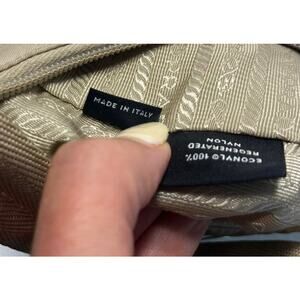 MADE IN ITALY
ECONYL® 100%
REGENERATED
NYLON